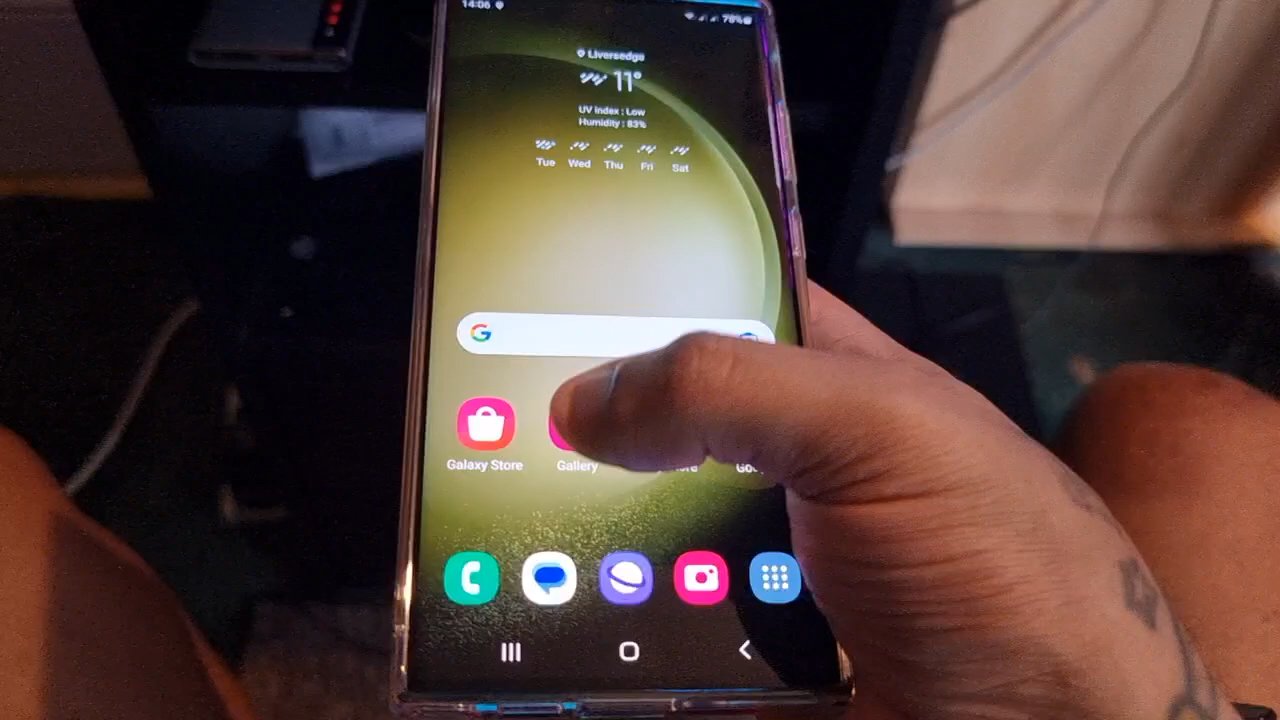 14:06
78%
Liversedge
11°
UV index : Low
Humidity : 83%
Tue Wed Thu Fri Sat
G
Galaxy Store Gallery